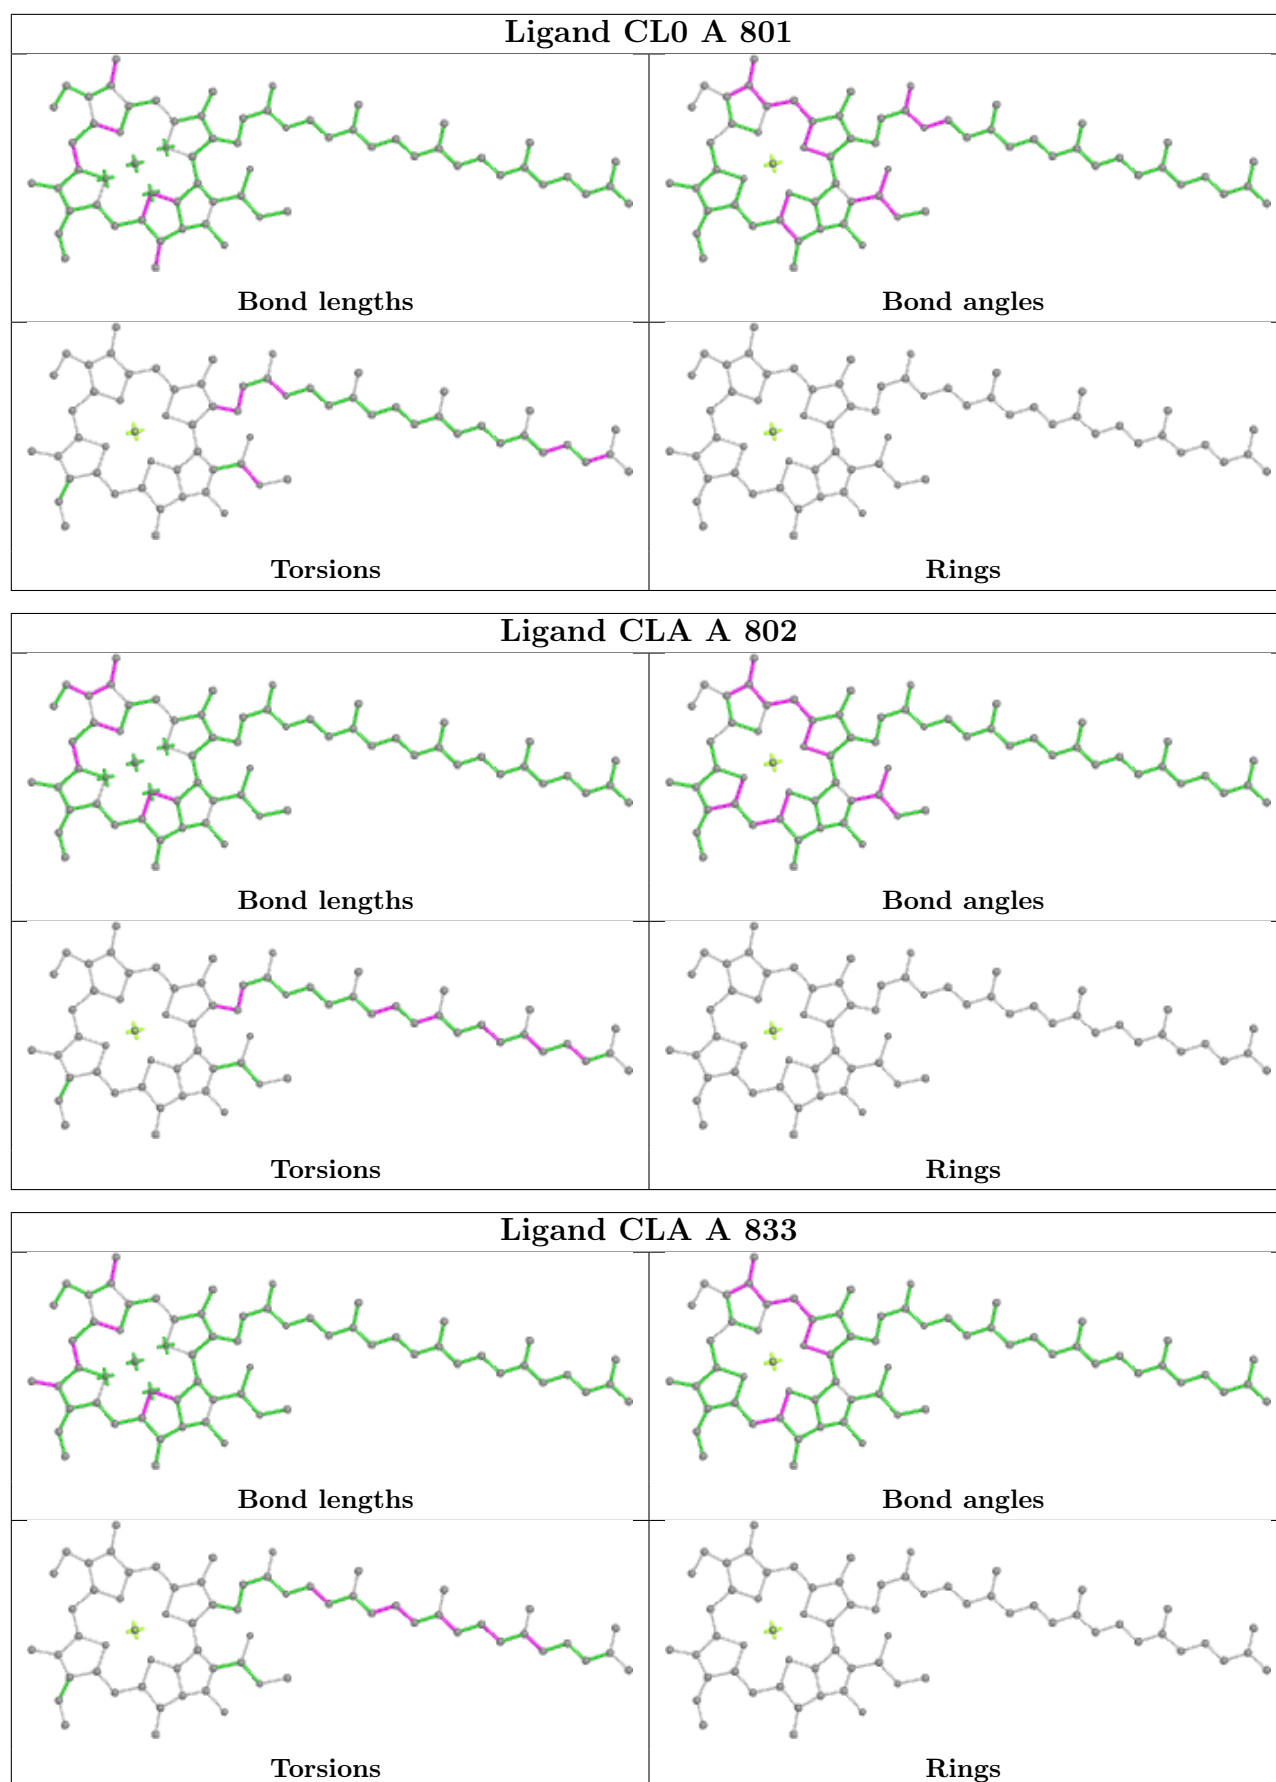 Ligand CL0 A 801
Bond lengths
Bond angles
Torsions
Rings
Ligand CLA A 802
Bond lengths
Bond angles
Torsions
Rings
Ligand CLA A 833
Bond lengths
Bond angles
Torsions
Rings